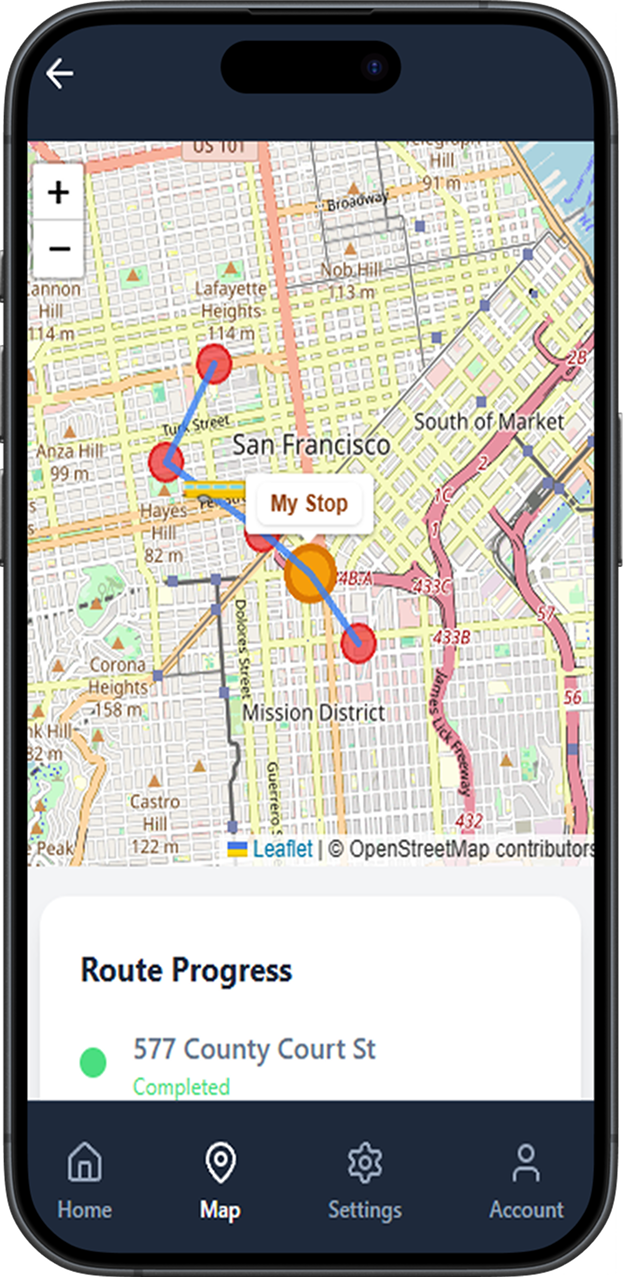 US 101
Telegraph
Hill
91 m
+
Broadway
−
Nob Hill
113 m
Lafayette
Heights
114 m
Hill
114 m
2B
Turk Street
South of Market
San Francisco
Anza Hill
99 m
2
1C
My Stop
Hayes
Hill
82 m
1
433C
Dolores Street
57
433B
Corona
Heights
158 m
56
James Lick Freeway
Mission District
Guerrero S
Castro
Hill
122 m
432
Peak
Leaflet | © OpenStreetMap contributors
Route Progress
577 County Court St
Completed
Home
Map
Settings
Account